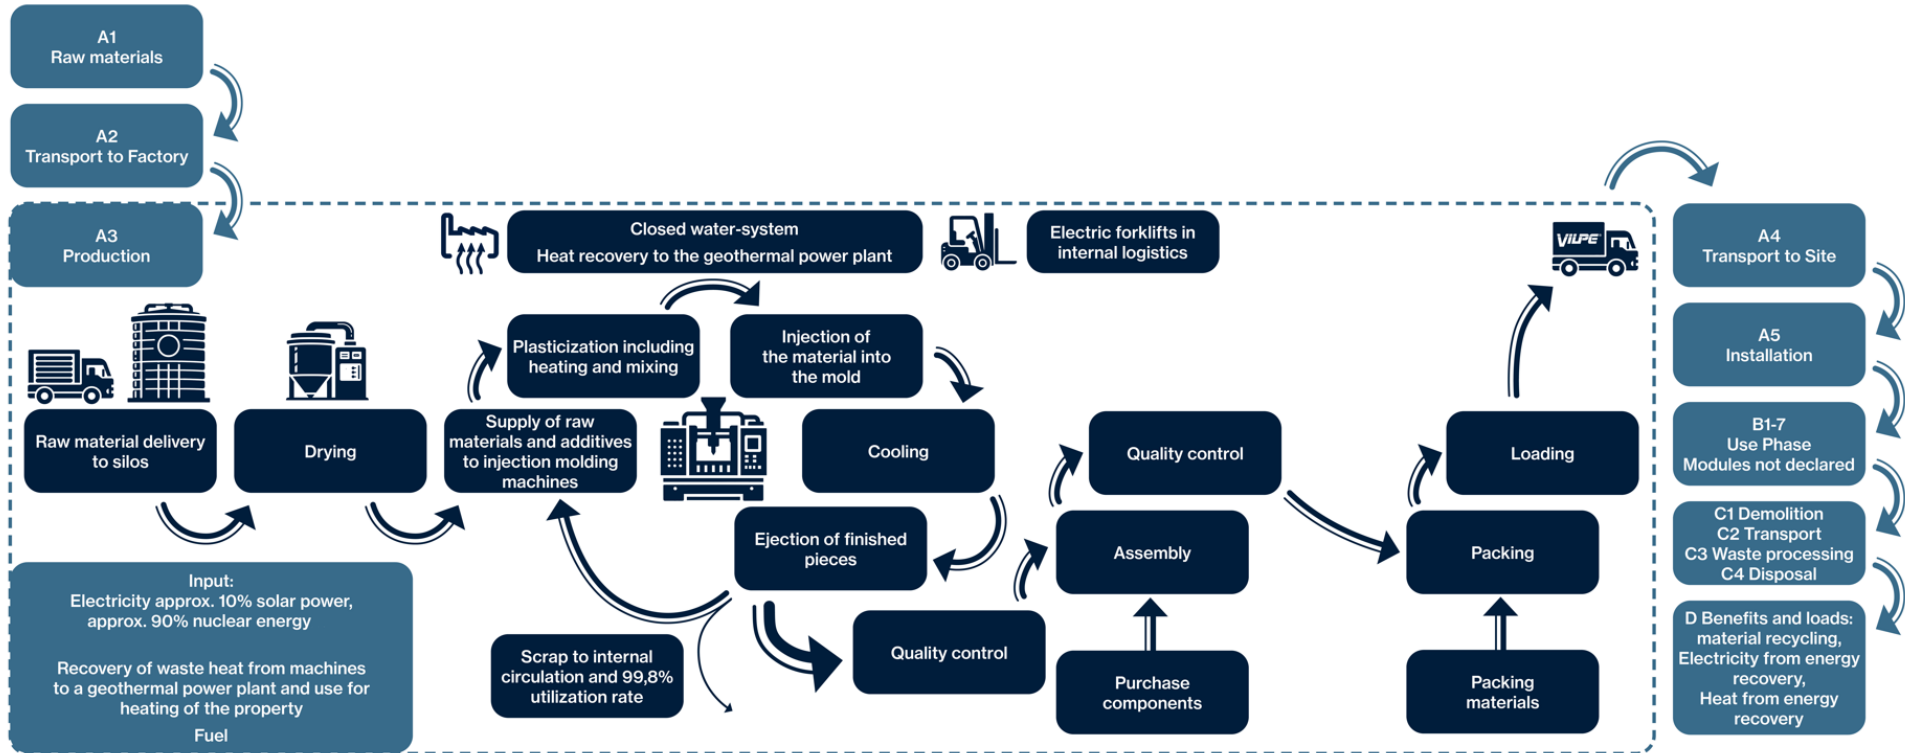 A1
Raw materials
A2
Transport to Factory
A3
Production
Closed water-system
Heat recovery to the geothermal power plant
Electric forklifts in
internal logistics
VILPE
A4
Transport to Site
Plasticization including
heating and mixing
Injection of
the material into
the mold
A5
Installation
Raw material delivery
to silos
Drying
Supply of raw
materials and additives
to injection molding
machines
Cooling
Quality control
Loading
B1-7
Use Phase
Modules not declared
Ejection of finished
pieces
Assembly
Packing
C1 Demolition
C2 Transport
C3 Waste processing
C4 Disposal
Input:
Electricity approx. 10% solar power,
approx. 90% nuclear energy
Recovery of waste heat from machines
to a geothermal power plant and use for
heating of the property
Fuel
Scrap to internal
circulation and 99,8%
utilization rate
Quality control
Purchase
components
Packing
materials
D Benefits and loads:
material recycling,
Electricity from energy
recovery,
Heat from energy
recovery